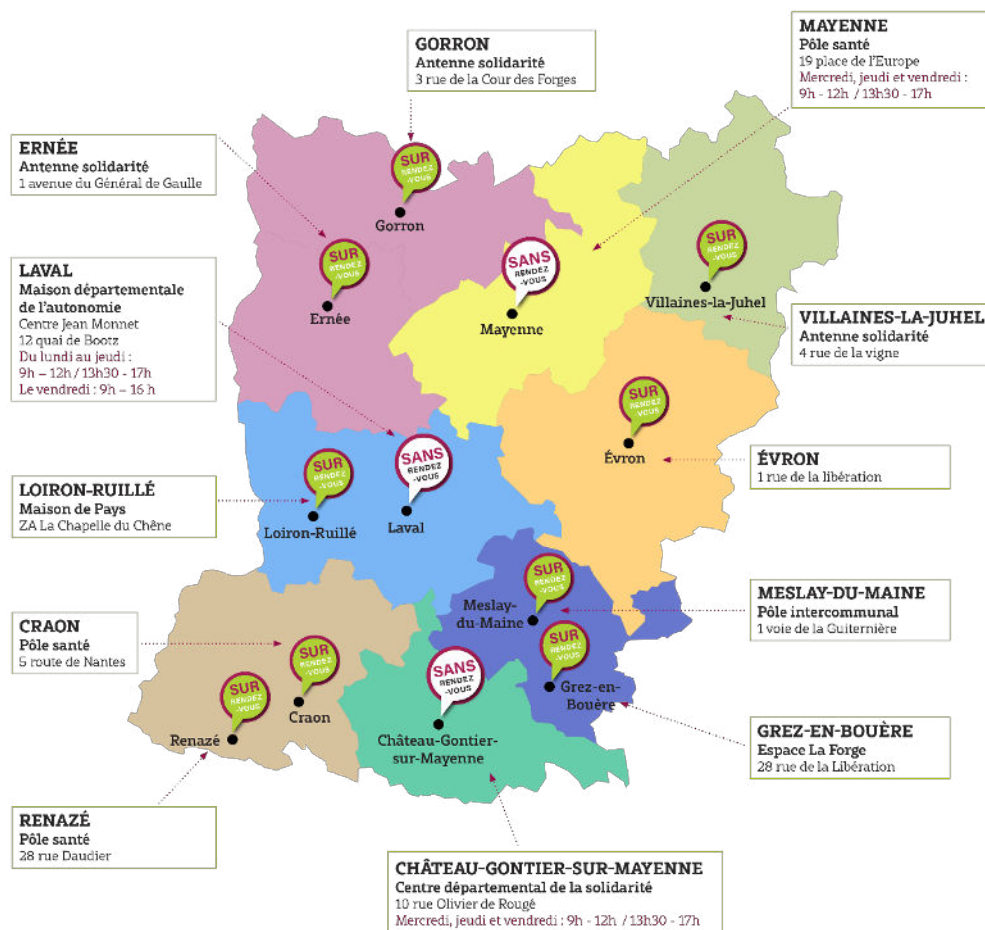 GORRON
Antenne solidarité
3 rue de la Cour des Forges
MAYENNE
Pôle santé
19 place de l'Europe
Mercredi, jeudi et vendredi :
9h - 12h / 13h30 - 17h
ERNÉE
Antenne solidarité
1 avenue du Général de Gaulle
LAVAL
Maison départementale
de l'autonomie
Centre Jean Monnet
12 quai de Bootz
Du lundi au jeudi :
9h – 12h / 13h30 - 17h
Le vendredi : 9h – 16 h
LOIRON-RUILLÉ
Maison de Pays
ZA La Chapelle du Chêne
CRAON
Pôle santé
5 route de Nantes
RENAZÉ
Pôle santé
28 rue Daudier
VILLAINES-LA-JUHEL
Antenne solidarité
4 rue de la vigne
ÉVRON
1 rue de la libération
MESLAY-DU-MAINE
Pôle intercommunal
1 voie de la Guiternière
GREZ-EN-BOUÈRE
Espace La Forge
28 rue de la Libération
CHÂTEAU-GONTIER-SUR-MAYENNE
Centre départemental de la solidarité
10 rue Olivier de Rougé
Mercredi, jeudi et vendredi : 9h - 12h / 13h30 - 17h
SUR
RENDEZ
-VOUS
Gorron
SUR
RENDEZ
-VOUS
Ernée
SANS
RENDEZ
-VOUS
Mayenne
SUR
RENDEZ
-VOUS
Villaines-la-Juhel
SUR
RENDEZ
-VOUS
Évron
SUR
RENDEZ
-VOUS
Loiron-Ruillé
SANS
RENDEZ
-VOUS
Laval
SUR
RENDEZ
-VOUS
Meslay-
du-Maine
SUR
RENDEZ
-VOUS
Grez-en-
Bouère
SUR
RENDEZ
-VOUS
Craon
SUR
RENDEZ
-VOUS
Renazé
SANS
RENDEZ
-VOUS
Château-Gontier-
sur-Mayenne